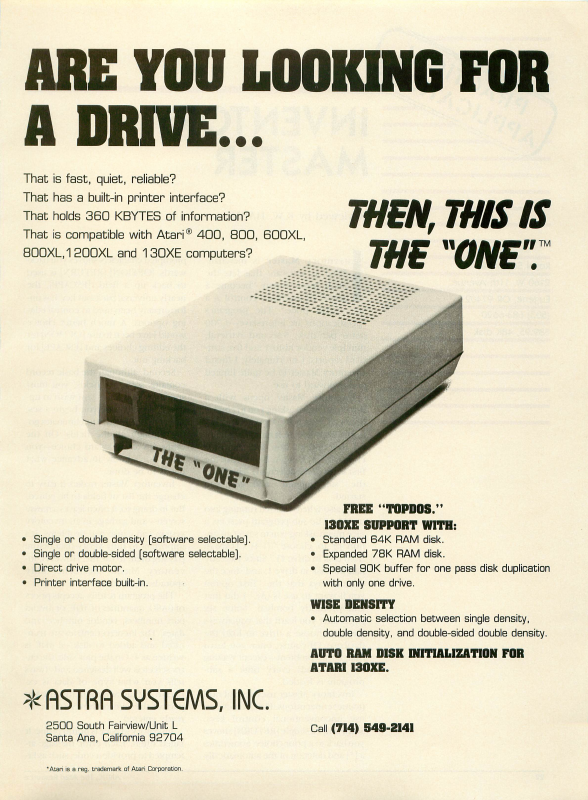 ARE YOU LOOKING FOR
A DRIVE...
That is fast, quiet, reliable?
That has a built-in printer interface?
That holds 360 KBYTES of information?
That is compatible with Atari® 400, 800, 600XL,
800XL,1200XL and 130XE computers?
THEN, THIS IS
THE "ONE".™
THE "ONE"
• Single or double density (software selectable).
• Single or double-sided (software selectable).
• Direct drive motor.
• Printer interface built-in.
FREE "TOPDOS."
130XE SUPPORT WITH:
• Standard 64K RAM disk.
• Expanded 78K RAM disk.
• Special 90K buffer for one pass disk duplication
with only one drive.
WISE DENSITY
• Automatic selection between single density,
double density, and double-sided double density.
AUTO RAM DISK INITIALIZATION FOR
ATARI 130XE.
ASTRA SYSTEMS, INC.
2500 South Fairview/Unit L
Santa Ana, California 92704
Call (714) 549-2141
*Atari is a reg. trademark of Atari Corporation.